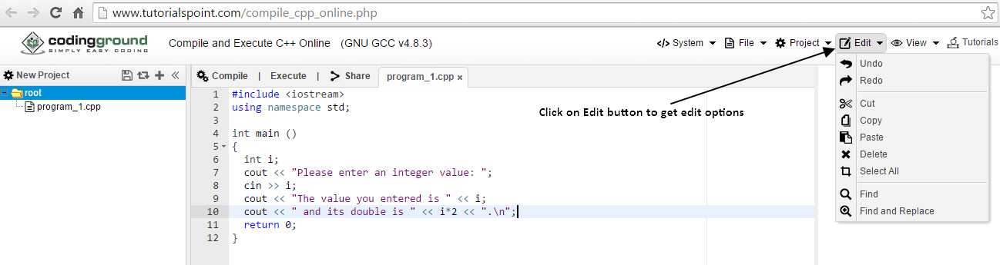 www.tutorialspoint.com/compile_cpp_online.php
codingground
SIMPLY EASY CODING
Compile and Execute C++ Online (GNU GCC v4.8.3)
</> System File Project Edit View Tutorials
New Project
root
program_1.cpp
Compile | Execute | Share program_1.cpp ×
1 #include <iostream>
2 using namespace std;
3
4 int main ()
5 {
6 int i;
7 cout << "Please enter an integer value: ";
8 cin >> i;
9 cout << "The value you entered is " << i;
10 cout << " and its double is " << i*2 << ".\n";
11 return 0;
12 }
Click on Edit button to get edit options
Undo
Redo
Cut
Copy
Paste
Delete
Select All
Find
Find and Replace